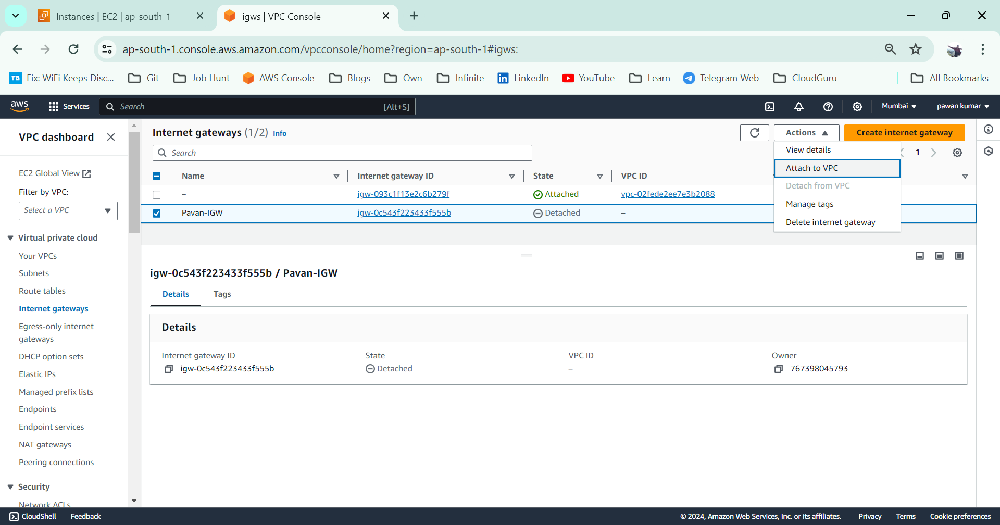 Instances | EC2 | ap-south-1
igws | VPC Console
ap-south-1.console.aws.amazon.com/vpcconsole/home?region=ap-south-1#igws:
TB Fix: WiFi Keeps Disc... Git Job Hunt AWS Console Blogs Own Infinite LinkedIn YouTube Learn Telegram Web CloudGuru All Bookmarks
aws Services Search [Alt+S] Mumbai pawan kumar
VPC dashboard
EC2 Global View
Filter by VPC:
Select a VPC
Virtual private cloud
Your VPCs
Subnets
Route tables
Internet gateways
Egress-only internet
gateways
DHCP option sets
Elastic IPs
Managed prefix lists
Endpoints
Endpoint services
NAT gateways
Peering connections
Security
Network ACLs
Internet gateways (1/2) Info
Actions
Create internet gateway
Search
1
View details
Attach to VPC
Detach from VPC
Manage tags
Delete internet gateway
Name Internet gateway ID State VPC ID
– igw-093c1f13e2c6b279f Attached vpc-02fede2ee7e3b2088
Pavan-IGW igw-0c543f223433f555b Detached –
igw-0c543f223433f555b / Pavan-IGW
Details Tags
Details
Internet gateway ID State VPC ID Owner
igw-0c543f223433f555b Detached – 767398045793
CloudShell Feedback © 2024, Amazon Web Services, Inc. or its affiliates. Privacy Terms Cookie preferences